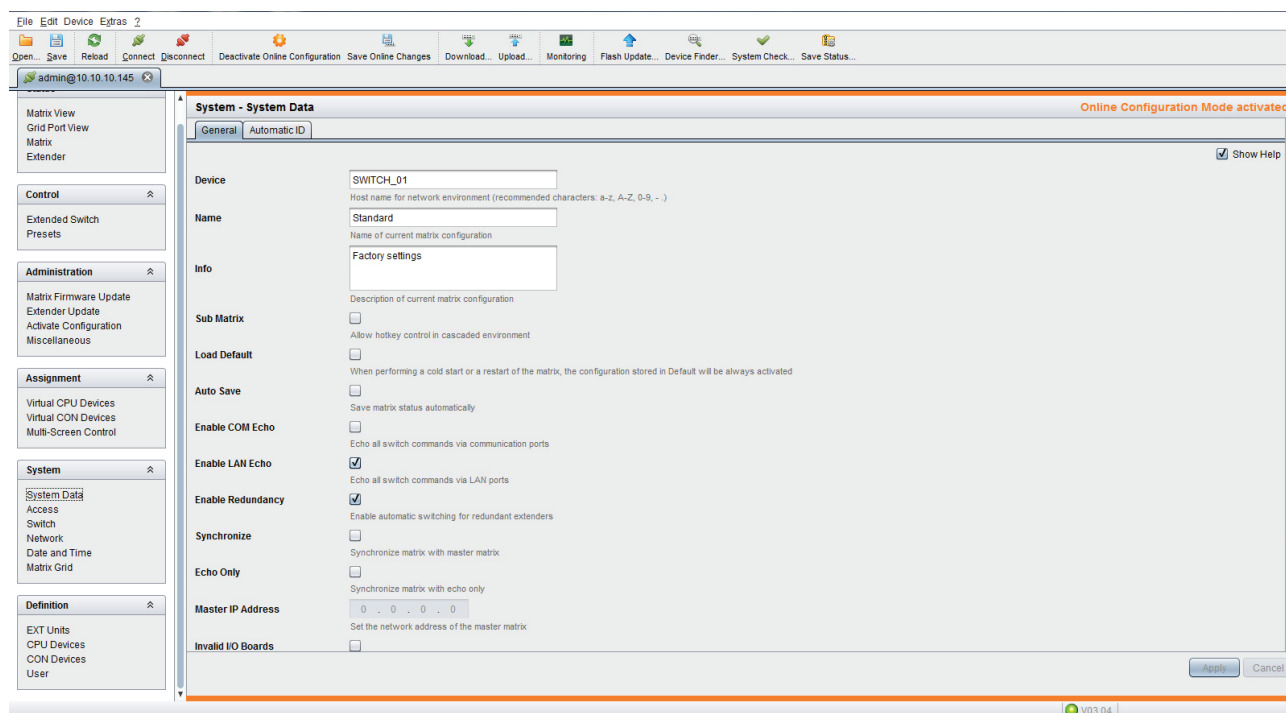 File Edit Device Extras ?
Open... Save Reload Connect Disconnect Deactivate Online Configuration Save Online Changes Download... Upload... Monitoring Flash Update... Device Finder... System Check... Save Status...
admin@10.10.10.145
Status
Matrix View
Grid Port View
Matrix
Extender
Control
Extended Switch
Presets
Administration
Matrix Firmware Update
Extender Update
Activate Configuration
Miscellaneous
Assignment
Virtual CPU Devices
Virtual CON Devices
Multi-Screen Control
System
System Data
Access
Switch
Network
Date and Time
Matrix Grid
Definition
EXT Units
CPU Devices
CON Devices
User
System - System Data
Online Configuration Mode activated
General Automatic ID
Show Help
Device SWITCH_01
Host name for network environment (recommended characters: a-z, A-Z, 0-9, - .)
Name Standard
Name of current matrix configuration
Info Factory settings
Description of current matrix configuration
Sub Matrix
Allow hotkey control in cascaded environment
Load Default
When performing a cold start or a restart of the matrix, the configuration stored in Default will be always activated
Auto Save
Save matrix status automatically
Enable COM Echo
Echo all switch commands via communication ports
Enable LAN Echo
Echo all switch commands via LAN ports
Enable Redundancy
Enable automatic switching for redundant extenders
Synchronize
Synchronize matrix with master matrix
Echo Only
Synchronize matrix with echo only
Master IP Address 0 . 0 . 0 . 0
Set the network address of the master matrix
Invalid I/O Boards
Apply Cancel
V03.04